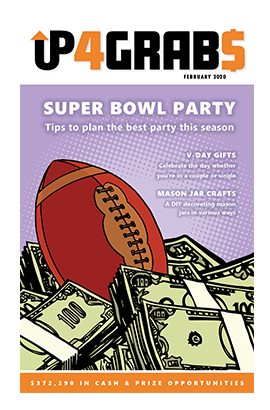 UP4GRAB$
FEBRUARY 2020
SUPER BOWL PARTY
Tips to plan the best party this season
V-DAY GIFTS
Celebrate the day whether
you're in a couple or single
MASON JAR CRAFTS
A DIY decorating mason
jars in various ways
100
$372,290 IN CASH & PRIZE OPPORTUNITIES